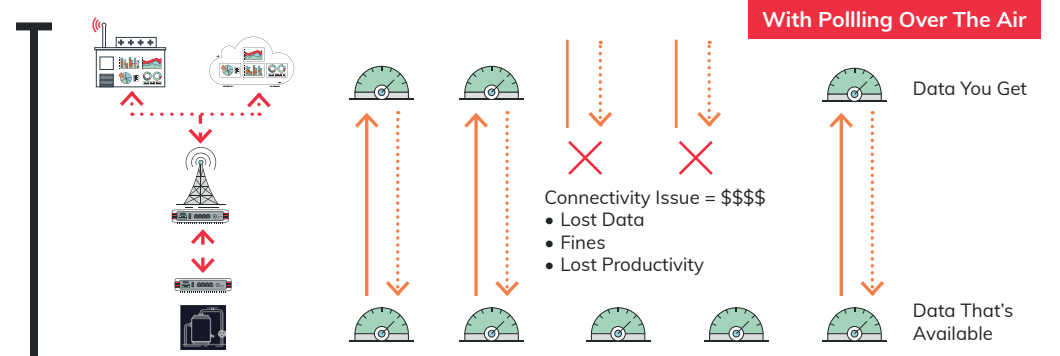 With Pollling Over The Air
Data You Get
Connectivity Issue = $$$$
• Lost Data
• Fines
• Lost Productivity
Data That's
Available